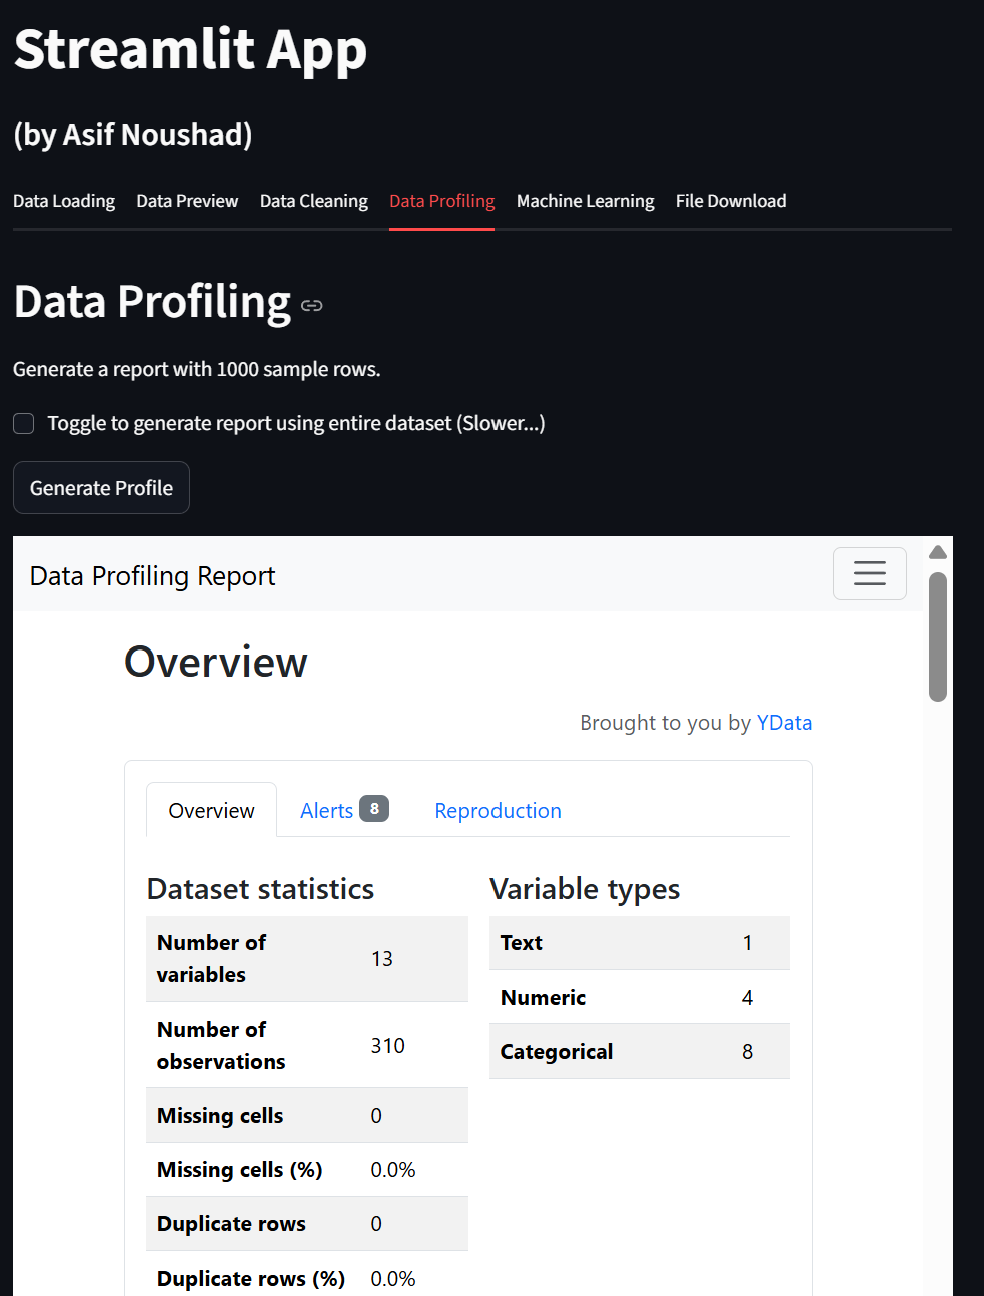 Streamlit App
(by Asif Noushad)
Data Loading Data Preview Data Cleaning Data Profiling Machine Learning File Download
Data Profiling
Generate a report with 1000 sample rows.
Toggle to generate report using entire dataset (Slower...)
Generate Profile
Data Profiling Report
Overview
Brought to you by YData
Overview Alerts 8 Reproduction
Dataset statistics
Number of
variables 13
Number of
observations 310
Missing cells 0
Missing cells (%) 0.0%
Duplicate rows 0
Duplicate rows (%) 0.0%
Variable types
Text 1
Numeric 4
Categorical 8